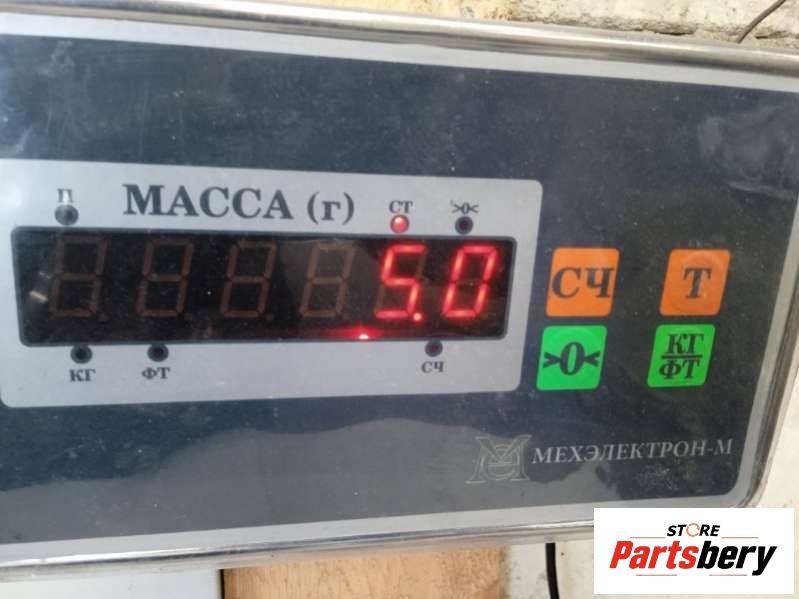 П
МАССА (г)
СТ
>0<
5.0
КГ
ФТ
СЧ
СЧ
Т
>0<
КГ
ФТ
МЕХЭЛЕКТРОН-М
STORE
Partsbery